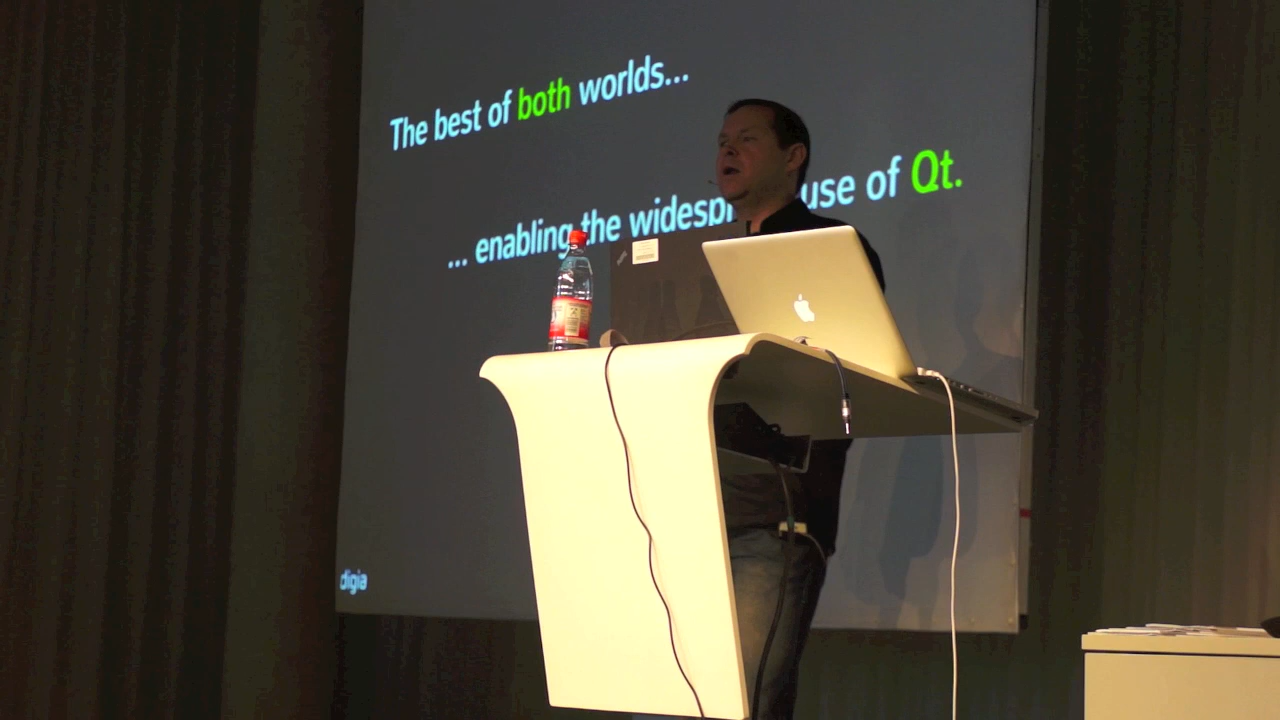 The best of both worlds...
... enabling the widesp use of Qt.
digia